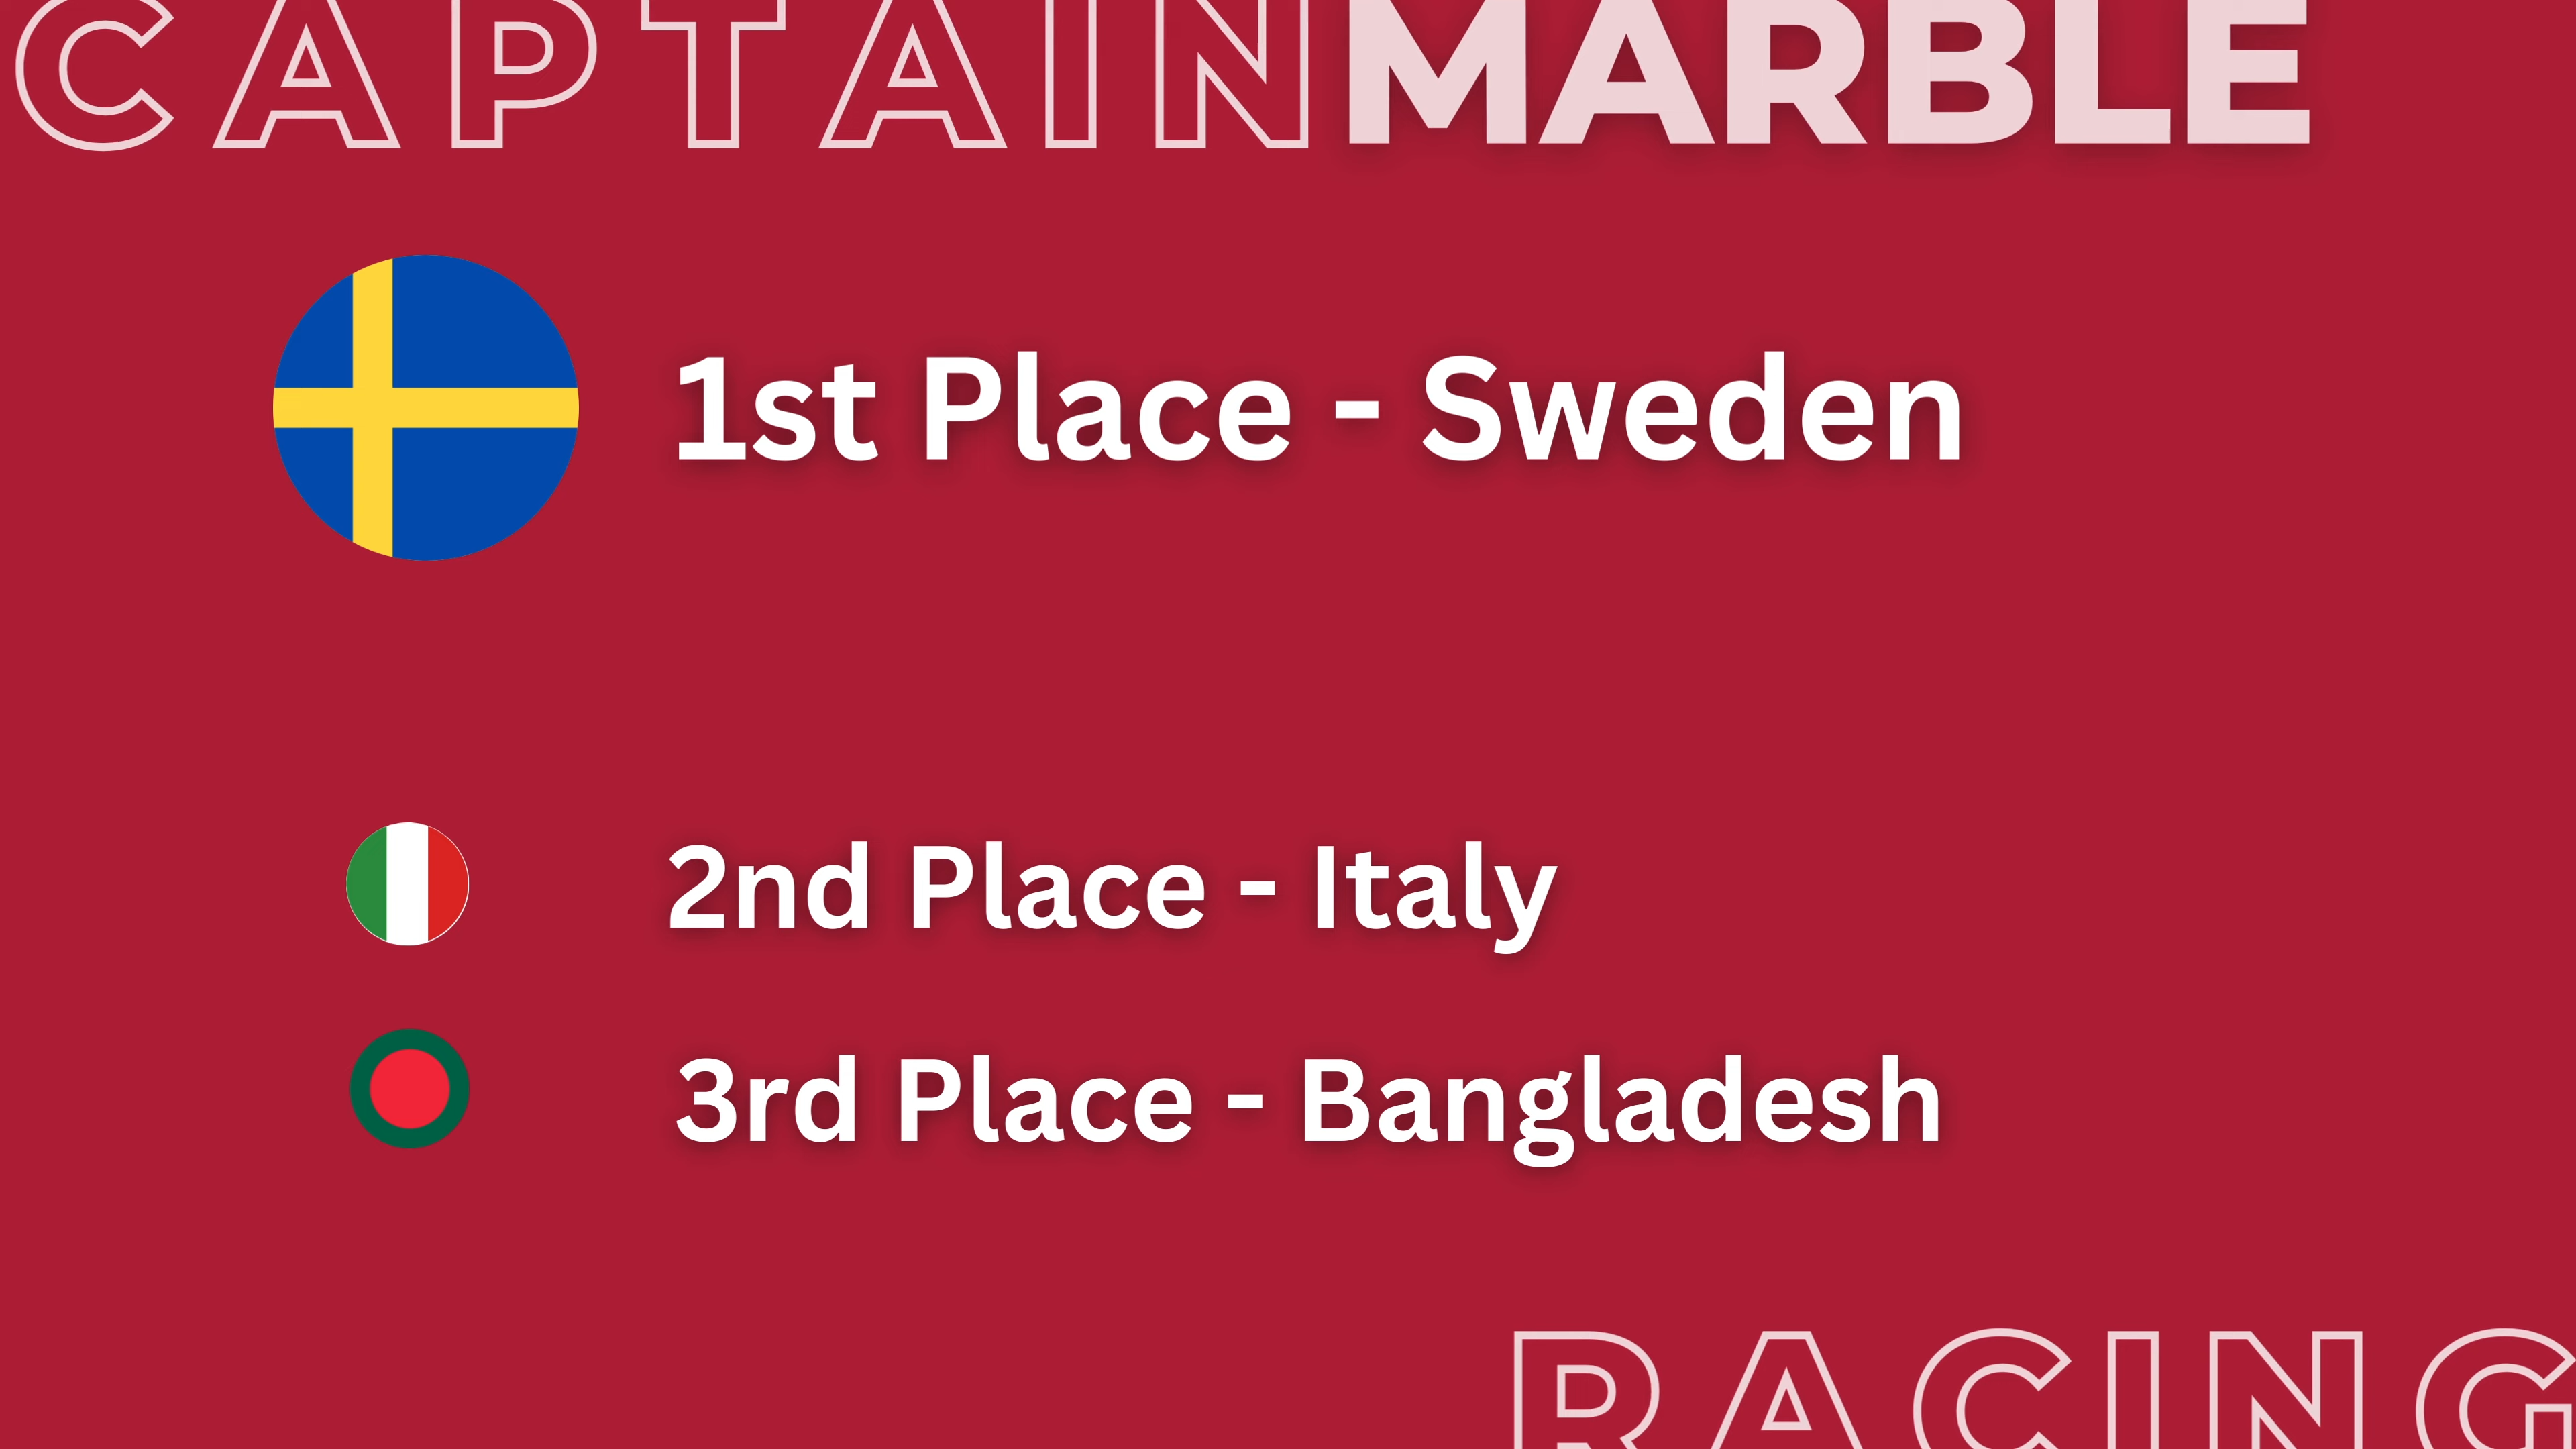 CAPTAINMARBLE
1st Place - Sweden
2nd Place - Italy
3rd Place - Bangladesh
RACING